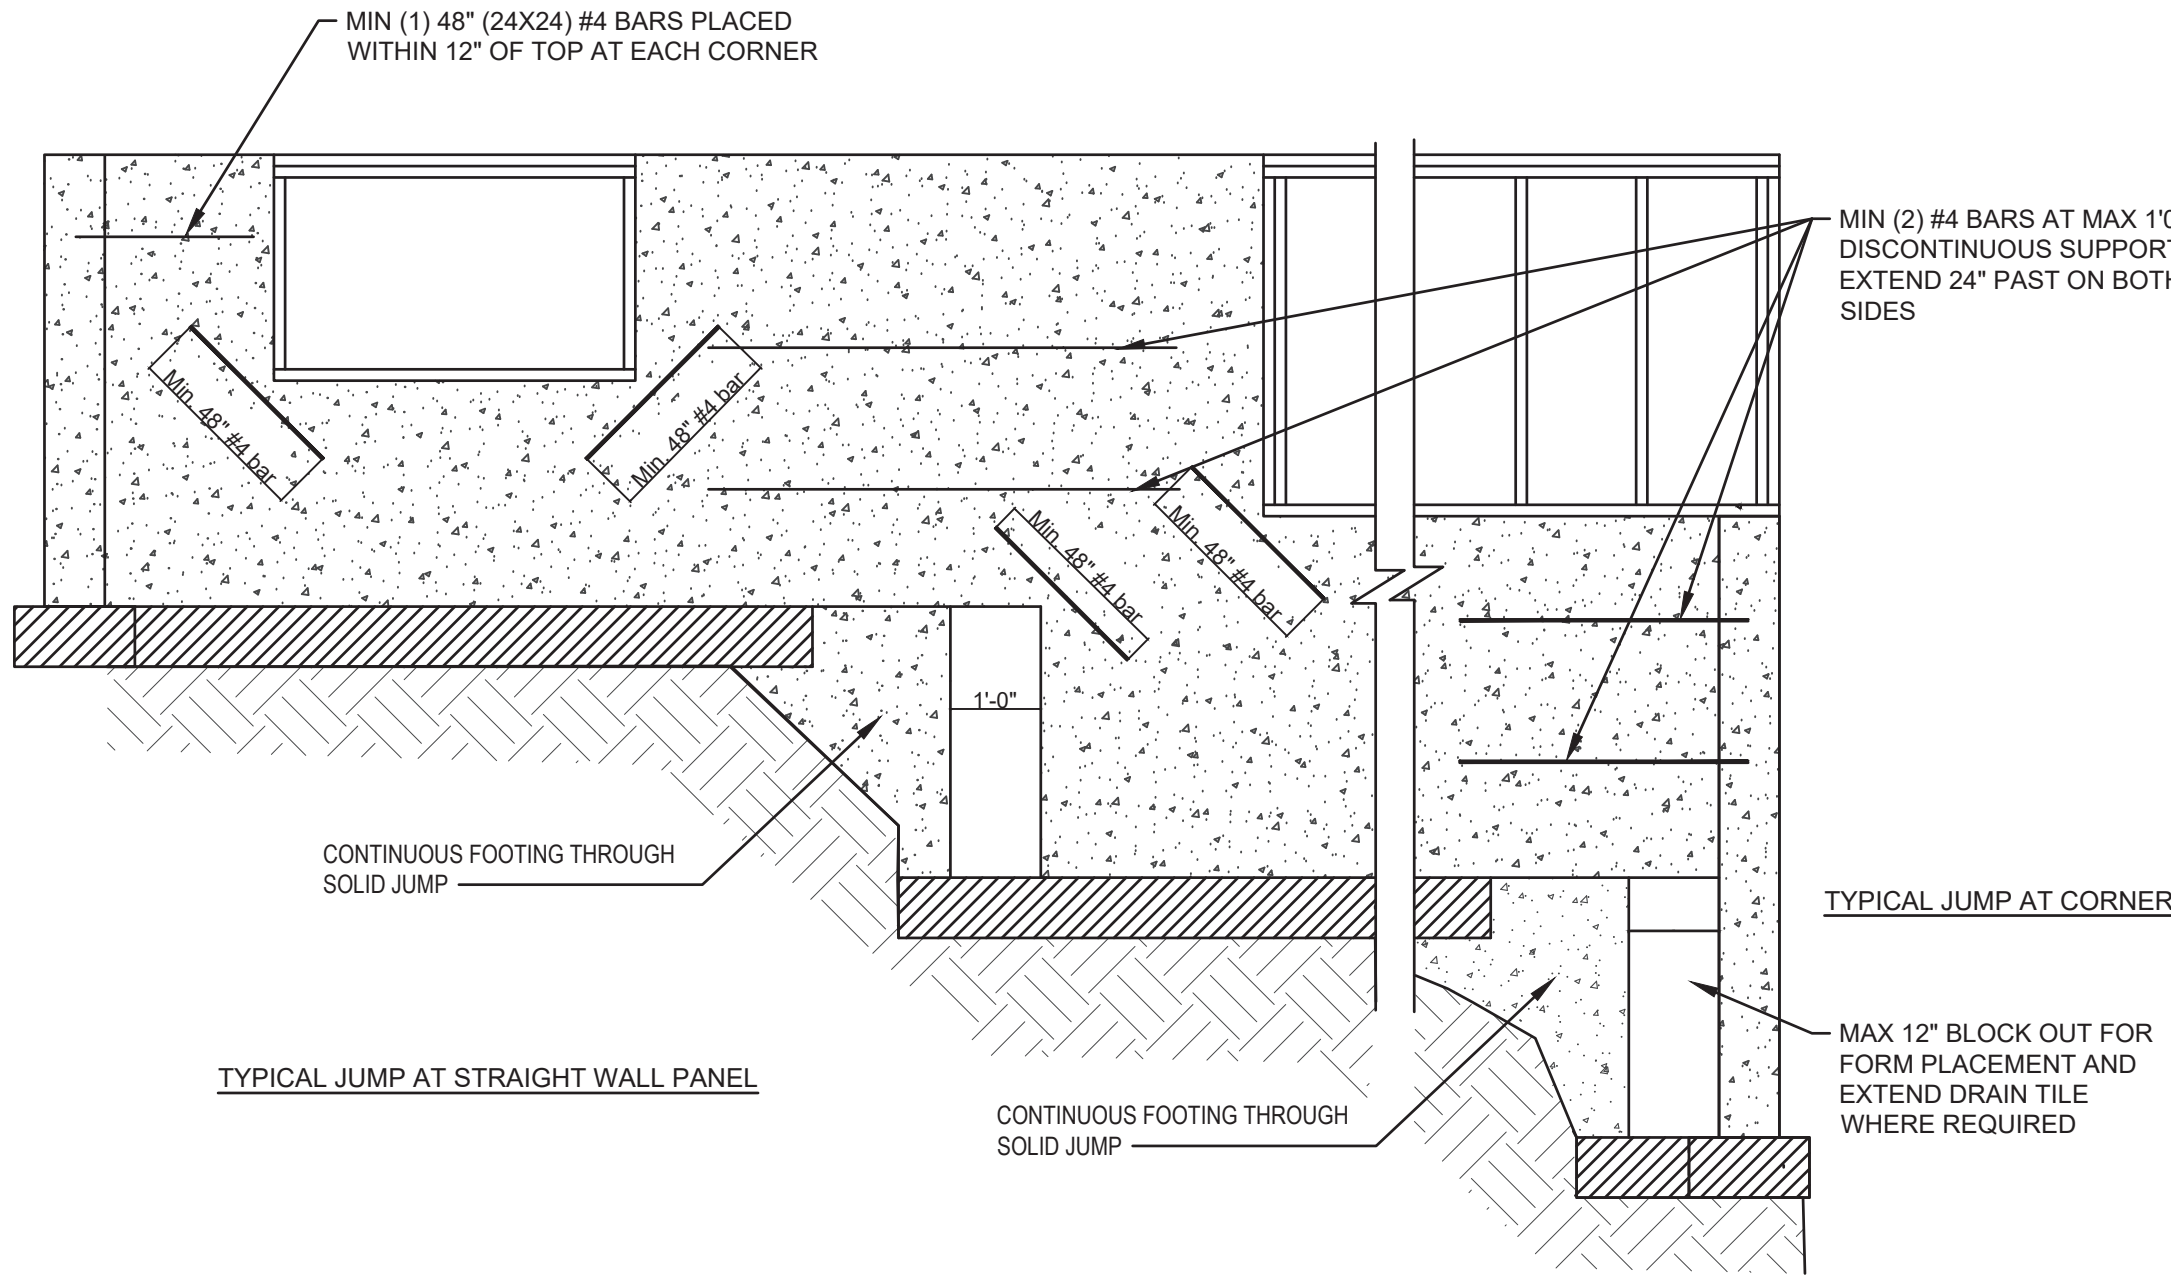 MIN (1) 48" (24X24) #4 BARS PLACED
WITHIN 12" OF TOP AT EACH CORNER
MIN (2) #4 BARS AT MAX 1'0
DISCONTINUOUS SUPPORT
EXTEND 24" PAST ON BOTH
SIDES
Min. 48" #4 bar
Min. 48" #4 bar
Min. 48" #4 bar
Min. 48" #4 bar
1'-0"
CONTINUOUS FOOTING THROUGH
SOLID JUMP
TYPICAL JUMP AT CORNER
MAX 12" BLOCK OUT FOR
FORM PLACEMENT AND
EXTEND DRAIN TILE
WHERE REQUIRED
TYPICAL JUMP AT STRAIGHT WALL PANEL
CONTINUOUS FOOTING THROUGH
SOLID JUMP